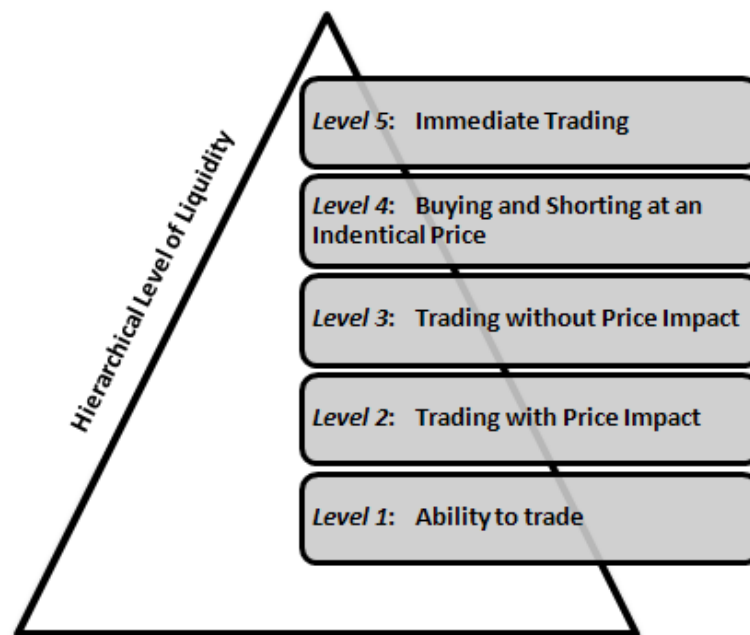 Hierarchical Level of Liquidity
Level 5: Immediate Trading
Level 4: Buying and Shorting at an
Indentical Price
Level 3: Trading without Price Impact
Level 2: Trading with Price Impact
Level 1: Ability to trade